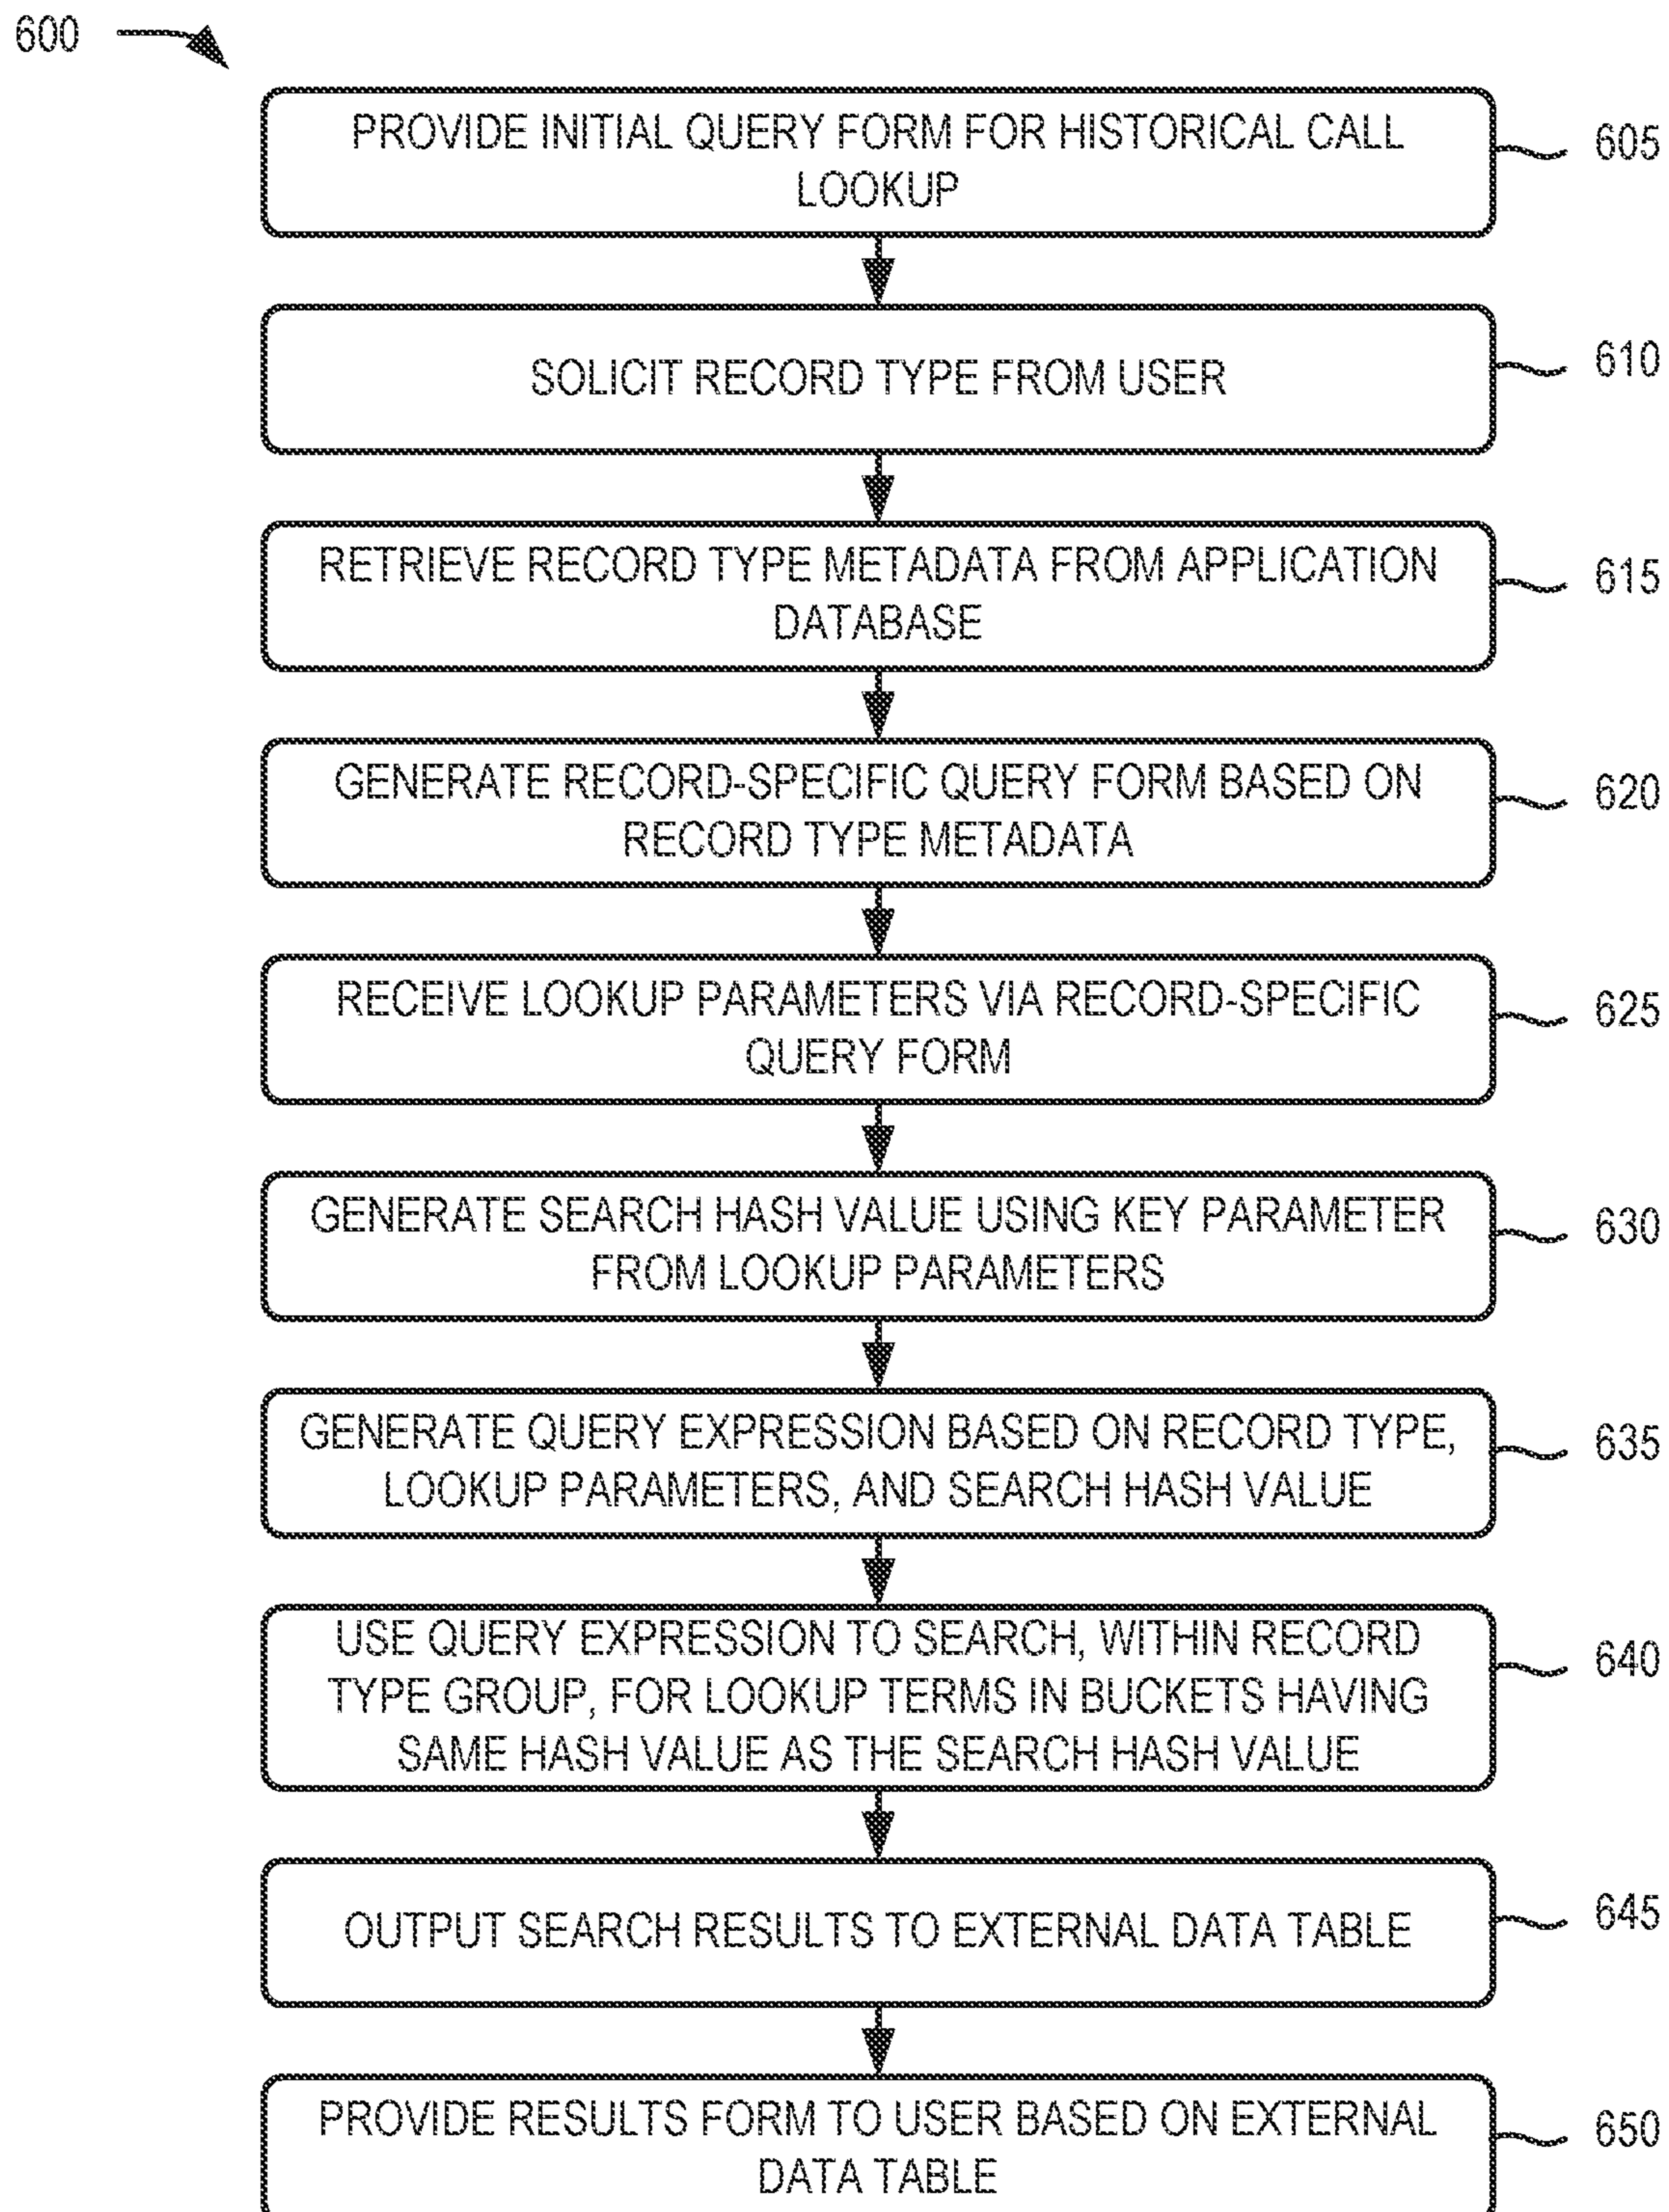 600
PROVIDE INITIAL QUERY FORM FOR HISTORICAL CALL
LOOKUP
605
SOLICIT RECORD TYPE FROM USER
610
RETRIEVE RECORD TYPE METADATA FROM APPLICATION
DATABASE
615
GENERATE RECORD-SPECIFIC QUERY FORM BASED ON
RECORD TYPE METADATA
620
RECEIVE LOOKUP PARAMETERS VIA RECORD-SPECIFIC
QUERY FORM
625
GENERATE SEARCH HASH VALUE USING KEY PARAMETER
FROM LOOKUP PARAMETERS
630
GENERATE QUERY EXPRESSION BASED ON RECORD TYPE,
LOOKUP PARAMETERS, AND SEARCH HASH VALUE
635
USE QUERY EXPRESSION TO SEARCH, WITHIN RECORD
TYPE GROUP, FOR LOOKUP TERMS IN BUCKETS HAVING
SAME HASH VALUE AS THE SEARCH HASH VALUE
640
OUTPUT SEARCH RESULTS TO EXTERNAL DATA TABLE
645
PROVIDE RESULTS FORM TO USER BASED ON EXTERNAL
DATA TABLE
650